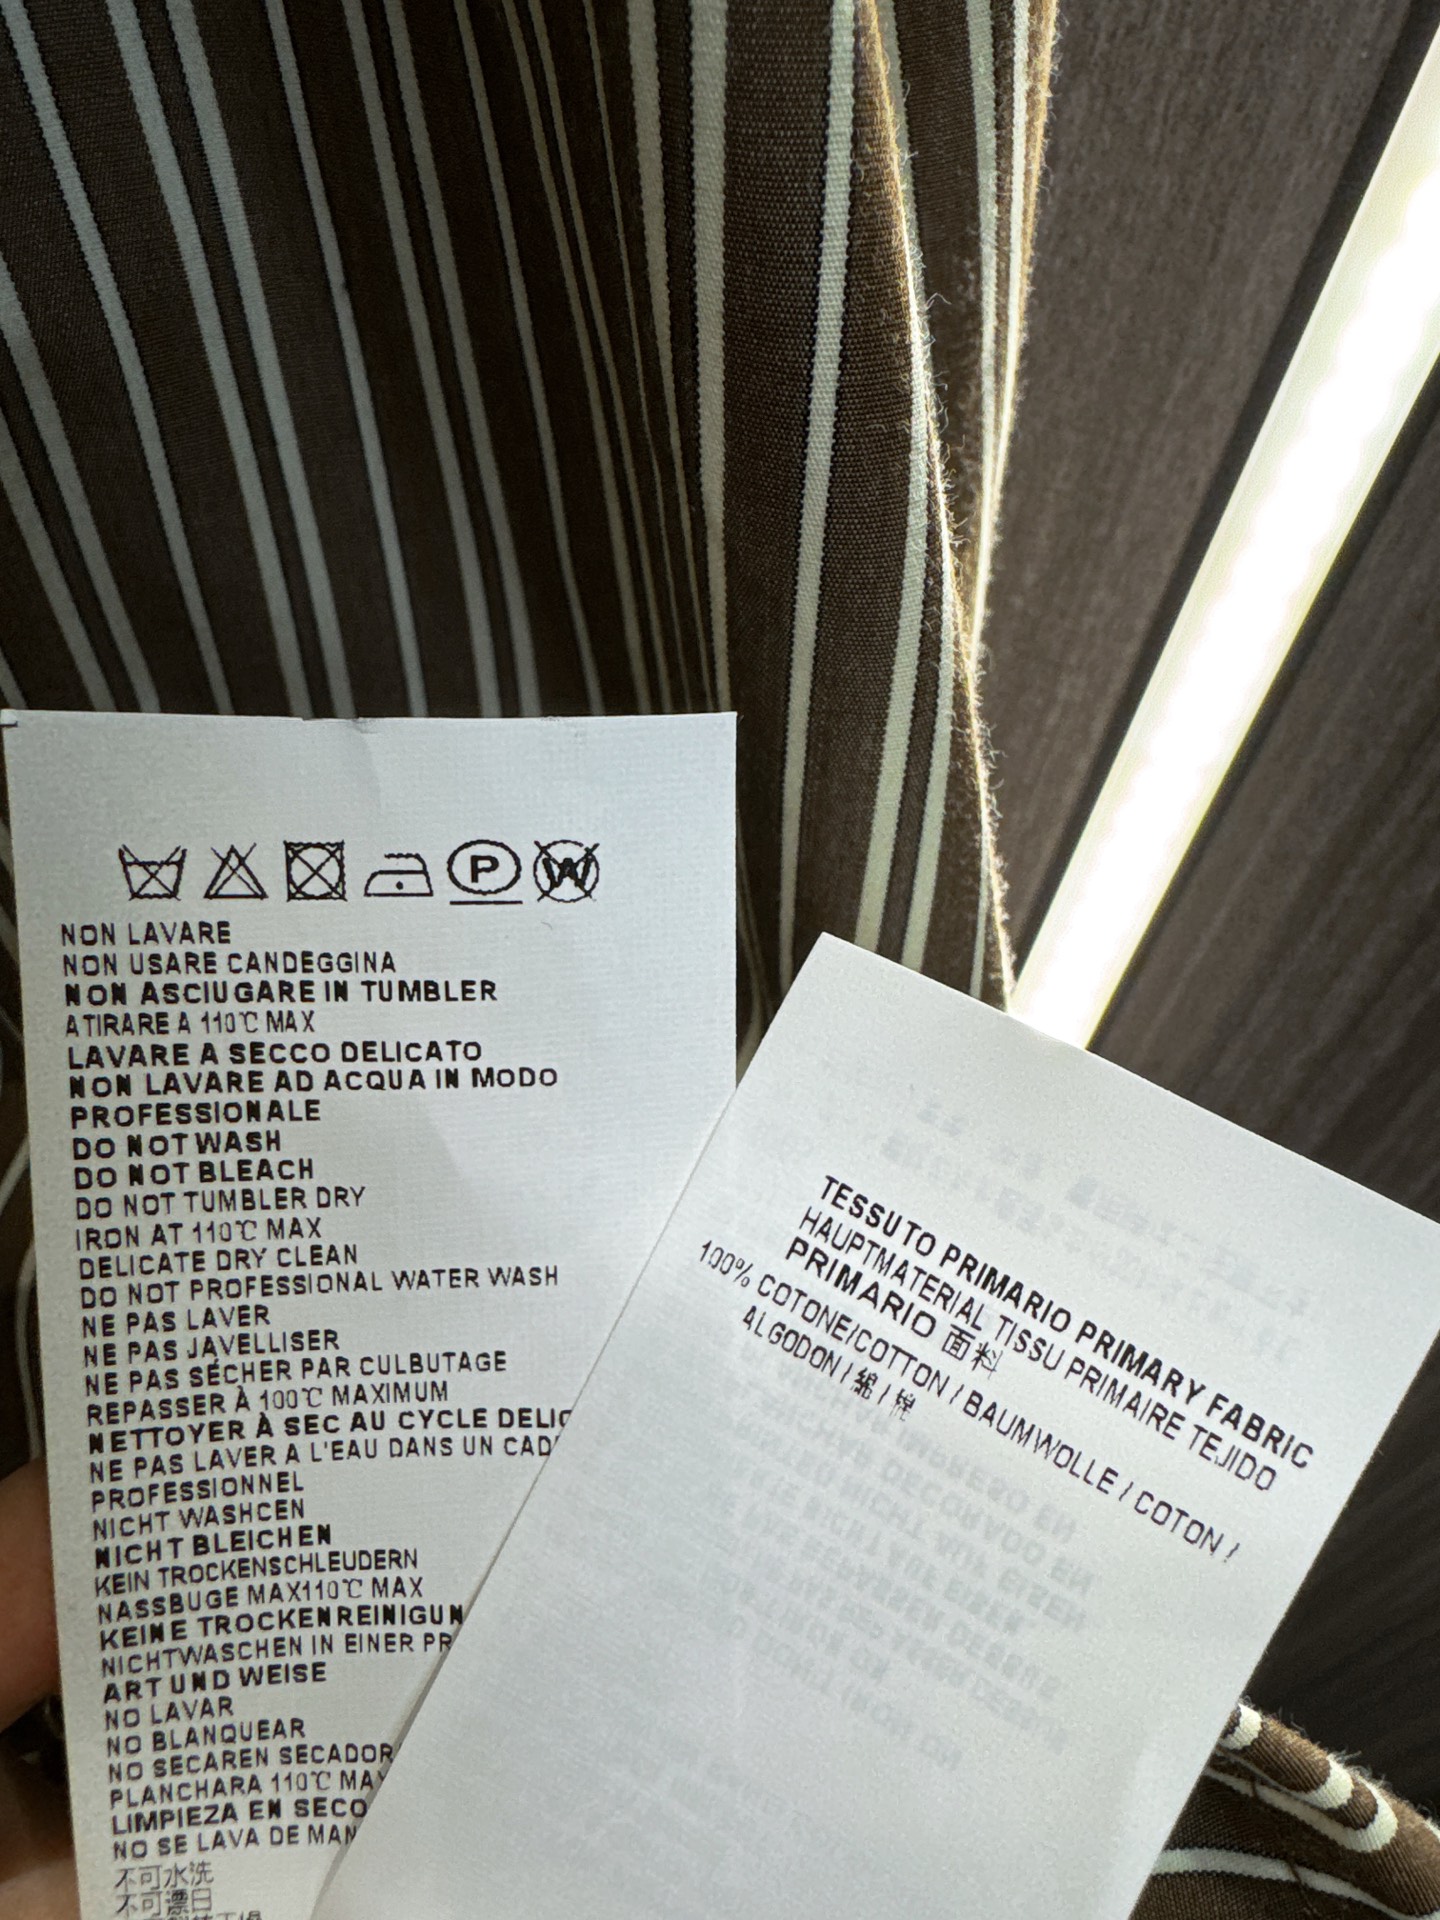 P
W
NON LAVARE
NON USARE CANDEGGINA
NON ASCIUGARE IN TUMBLER
ATIRARE A 110℃ MAX
LAVARE A SECCO DELICATO
NON LAVARE AD ACQUA IN MODO
PROFESSIONALE
DO NOT WASH
DO NOT BLEACH
DO NOT TUMBLER DRY
IRON AT 110℃ MAX
DELICATE DRY CLEAN
DO NOT PROFESSIONAL WATER WASH
NE PAS LAVER
NE PAS JAVELLISER
NE PAS SÉCHER PAR CULBUTAGE
REPASSER À 100℃ MAXIMUM
NETTOYER À SEC AU CYCLE DELIC
NE PAS LAVER A L'EAU DANS UN CAD
PROFESSIONNEL
NICHT WASHCEN
NICHT BLEICHEN
KEIN TROCKENSCHLEUDERN
NASSBUGE MAX110℃ MAX
KEINE TROCKENREINIGUN
NICHTWASCHEN IN EINER PR
ART UND WEISE
NO LAVAR
NO BLANQUEAR
NO SECAREN SECADOR
PLANCHARA 110℃ MAX
LIMPIEZA EN SECO
NO SE LAVA DE MAN
不可水洗
不可漂白
TESSUTO PRIMARIO PRIMARY FABRIC
HAUPTMATERIAL TISSU PRIMAIRE TEJIDO
PRIMARIO 面料
100% COTONE/COTTON / BAUMWOLLE / COTON /
ALGODON / 綿 / 棉